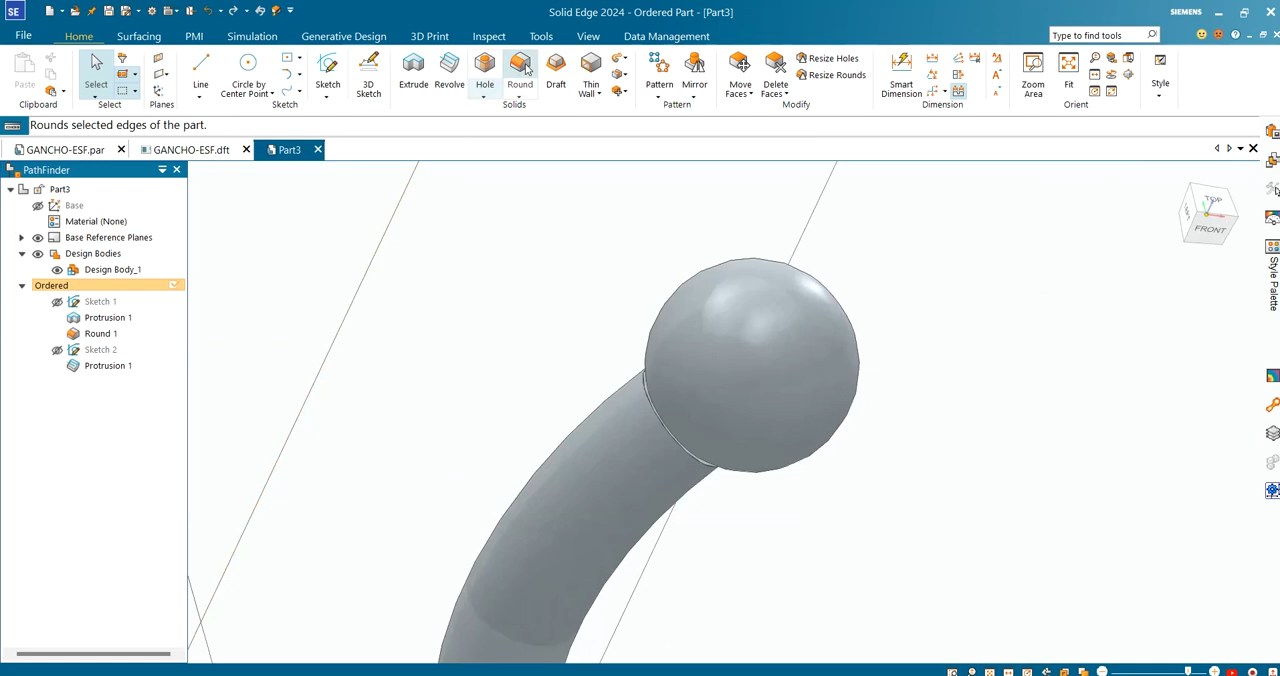 SE
Solid Edge 2024 - Ordered Part - [Part3]
SIEMENS
File Home Surfacing PMI Simulation Generative Design 3D Print Inspect Tools View Data Management
Type to find tools
Paste
Clipboard
Select
Select
Planes
Line
Circle by Center Point
Sketch
Sketch
3D Sketch
Extrude
Revolve
Hole
Round
Draft
Thin Wall
Solids
Pattern
Mirror
Pattern
Move Faces
Delete Faces
Resize Holes
Resize Rounds
Modify
Smart Dimension
Dimension
Zoom Area
Fit
Orient
Style
Rounds selected edges of the part.
GANCHO-ESF.par
GANCHO-ESF.dft
Part3
PathFinder
Part3
Base
Material (None)
Base Reference Planes
Design Bodies
Design Body_1
Ordered
Sketch 1
Protrusion 1
Round 1
Sketch 2
Protrusion 1
TOP
FRONT
LEFT
Style Palette